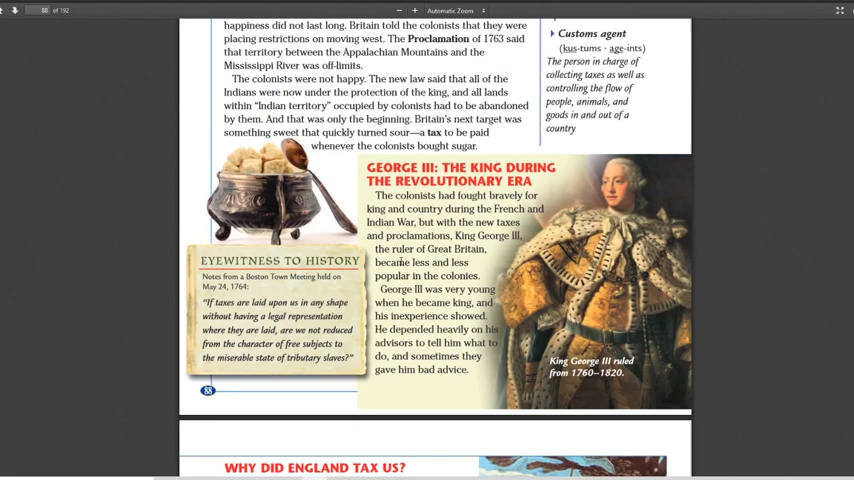 88 of 192
Automatic Zoom
happiness did not last long. Britain told the colonists that they were
placing restrictions on moving west. The Proclamation of 1763 said
that territory between the Appalachian Mountains and the
Mississippi River was off-limits.
The colonists were not happy. The new law said that all of the
Indians were now under the protection of the king, and all lands
within “Indian territory” occupied by colonists had to be abandoned
by them. And that was only the beginning. Britain’s next target was
something sweet that quickly turned sour—a tax to be paid
whenever the colonists bought sugar.
Customs agent
(kus-tums · age-ints)
The person in charge of
collecting taxes as well as
controlling the flow of
people, animals, and
goods in and out of a
country
GEORGE III: THE KING DURING
THE REVOLUTIONARY ERA
The colonists had fought bravely for
king and country during the French and
Indian War, but with the new taxes
and proclamations, King George III,
the ruler of Great Britain,
became less and less
popular in the colonies.
George III was very young
when he became king, and
his inexperience showed.
He depended heavily on his
advisors to tell him what to
do, and sometimes they
gave him bad advice.
King George III ruled
from 1760–1820.
EYEWITNESS TO HISTORY
Notes from a Boston Town Meeting held on
May 24, 1764:
“If taxes are laid upon us in any shape
without having a legal representation
where they are laid, are we not reduced
from the character of free subjects to
the miserable state of tributary slaves?”
88
WHY DID ENGLAND TAX US?